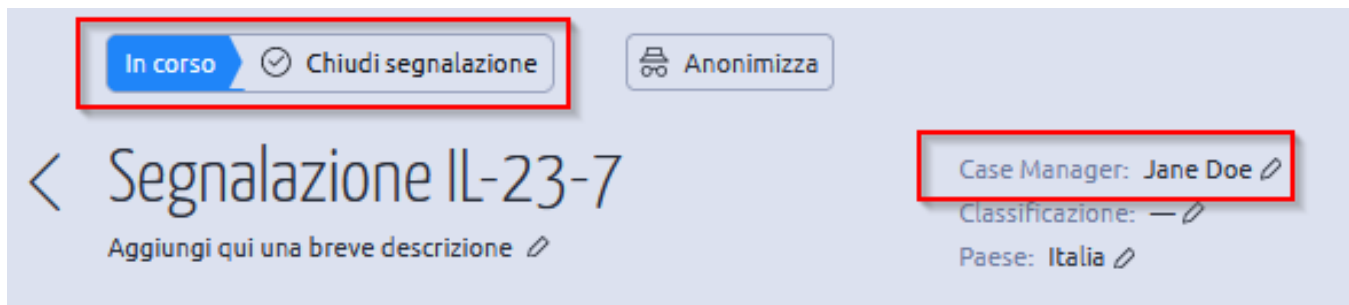 In corso Chiudi segnalazione Anonimizza
Segnalazione IL-23-7
Aggiungi qui una breve descrizione
Case Manager: Jane Doe
Classificazione: —
Paese: Italia